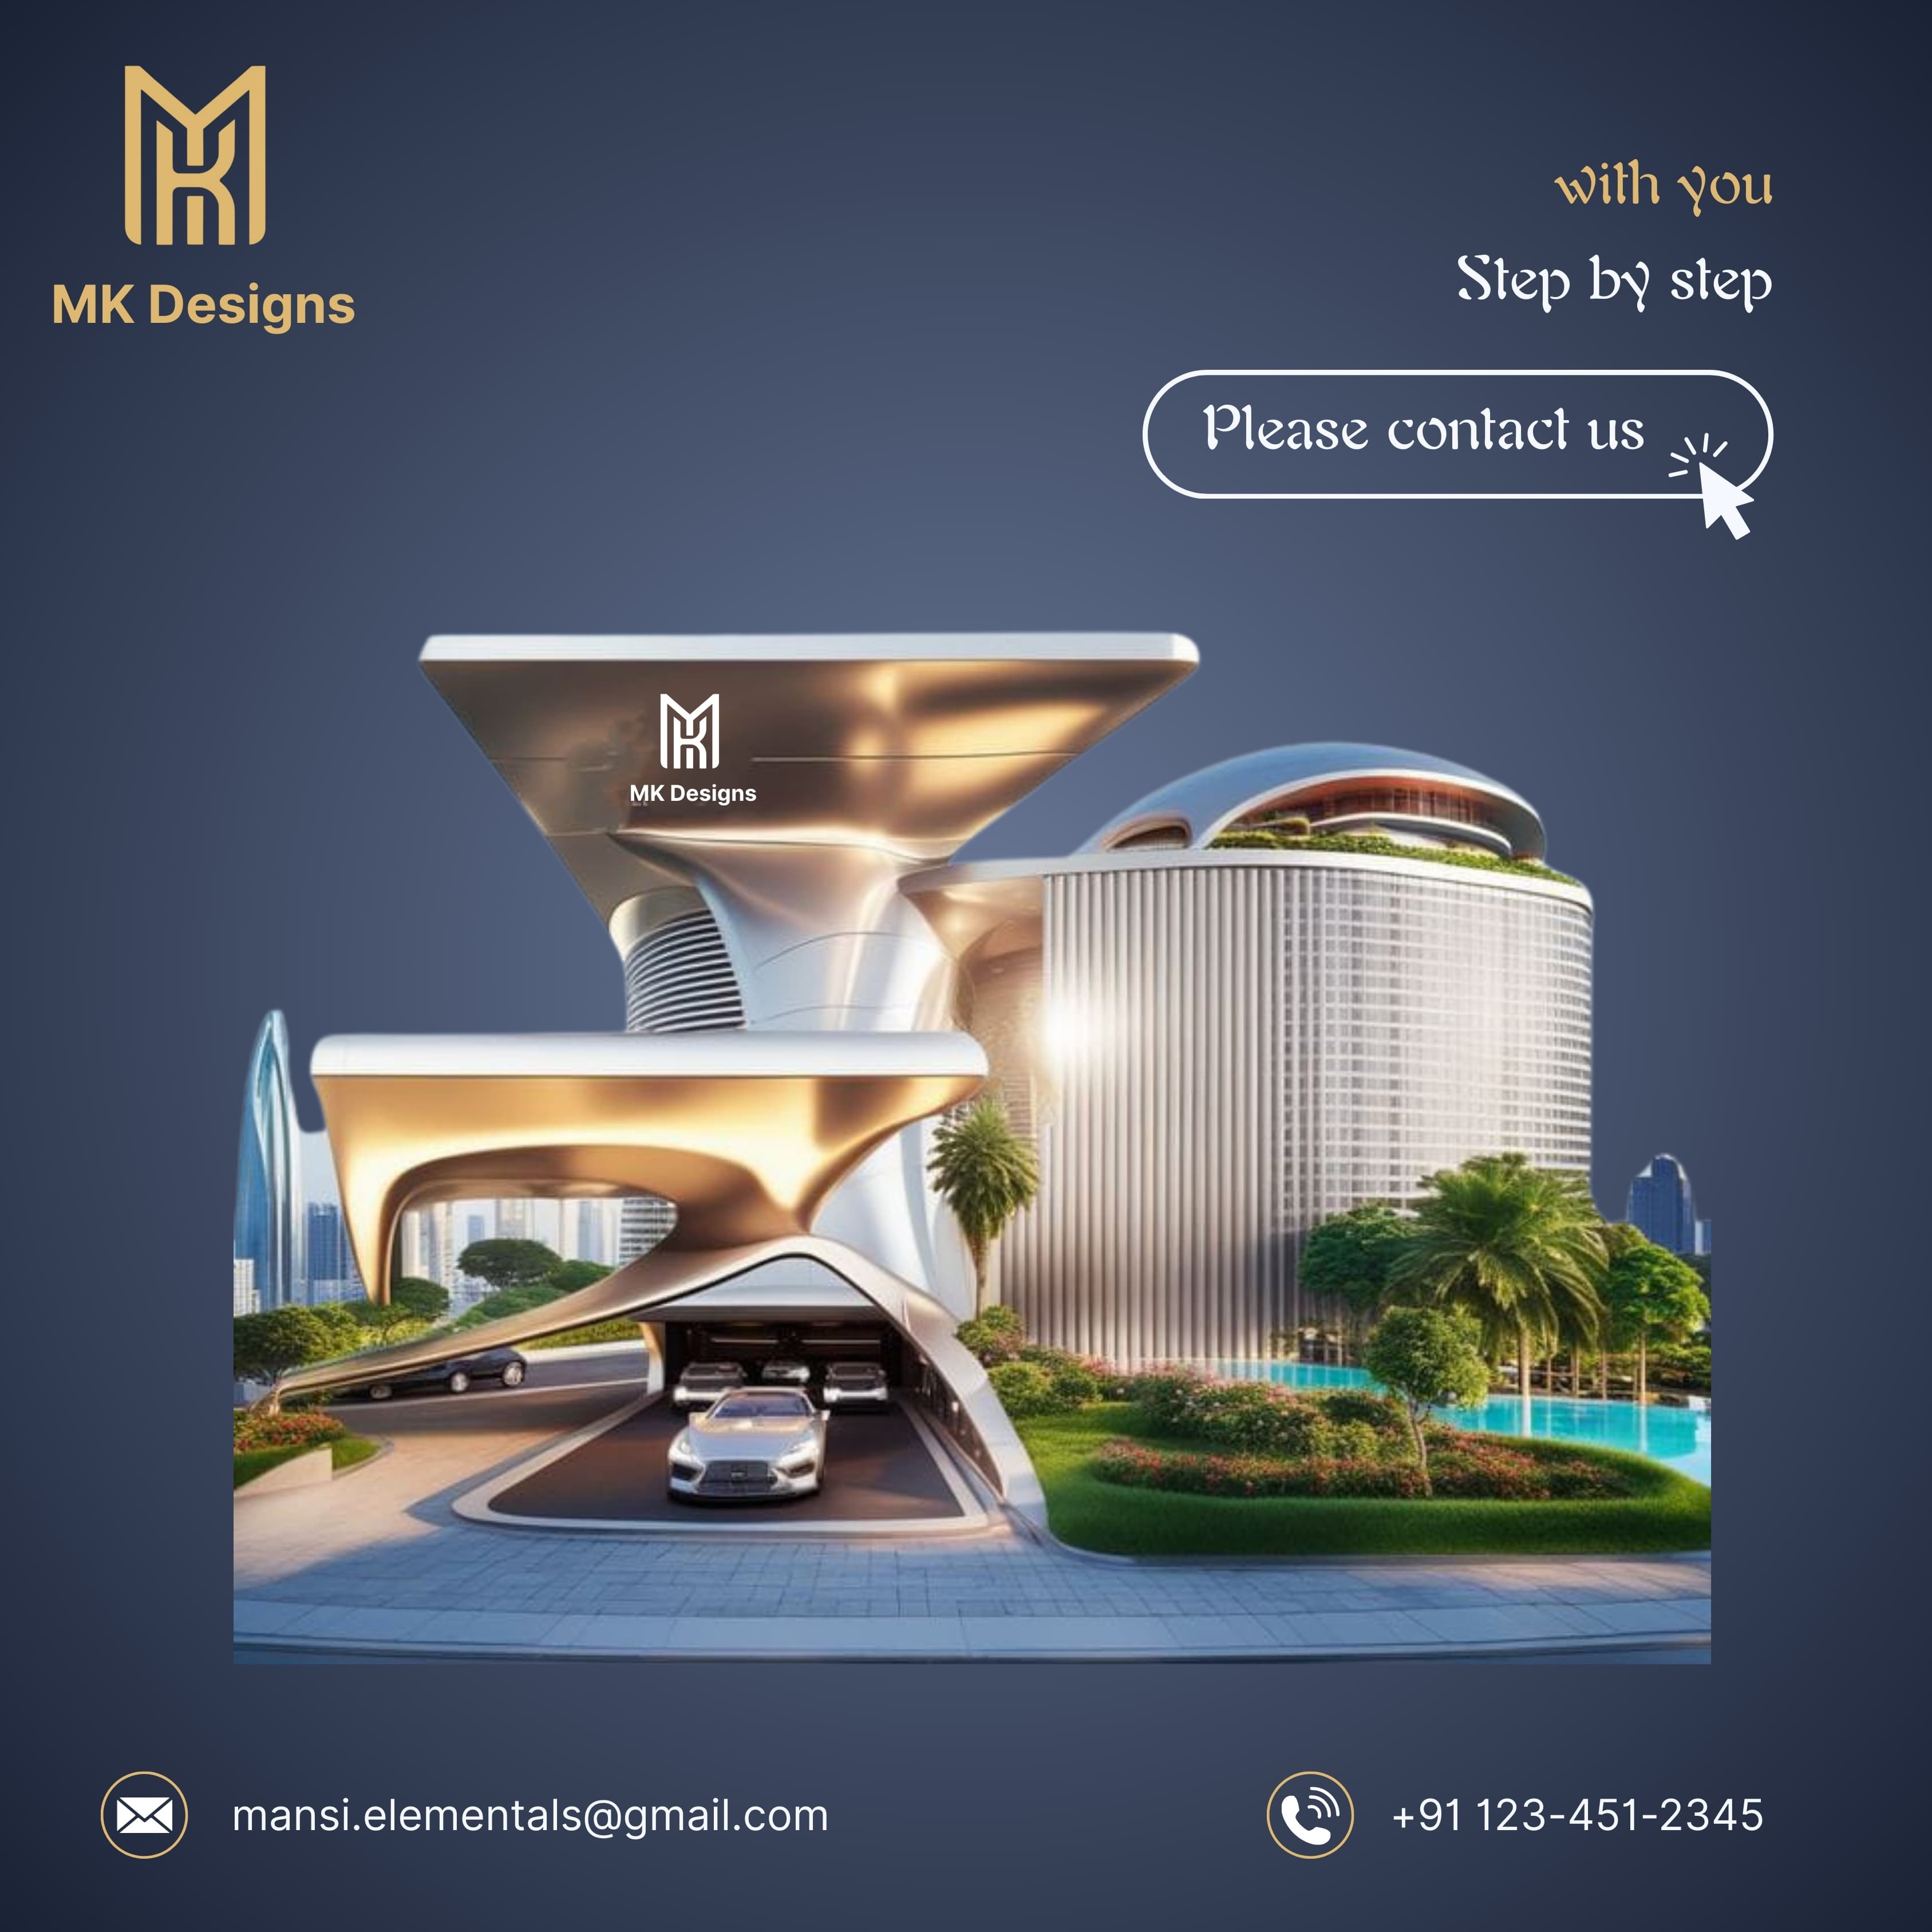 MK Designs
with you
Step by step
Please contact us
MK Designs
mansi.elementals@gmail.com
+91 123-451-2345